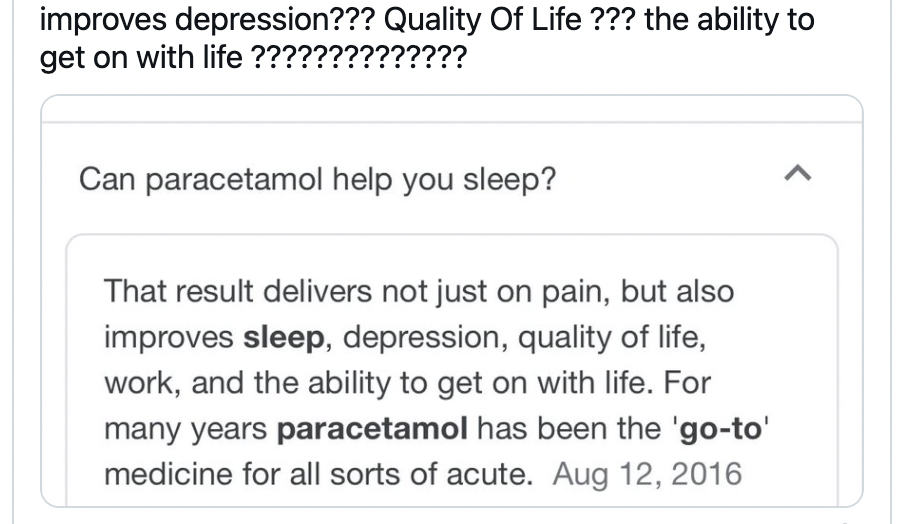 improves depression??? Quality Of Life ??? the ability to
get on with life ??????????????
Can paracetamol help you sleep?
That result delivers not just on pain, but also
improves sleep, depression, quality of life,
work, and the ability to get on with life. For
many years paracetamol has been the 'go-to'
medicine for all sorts of acute. Aug 12, 2016